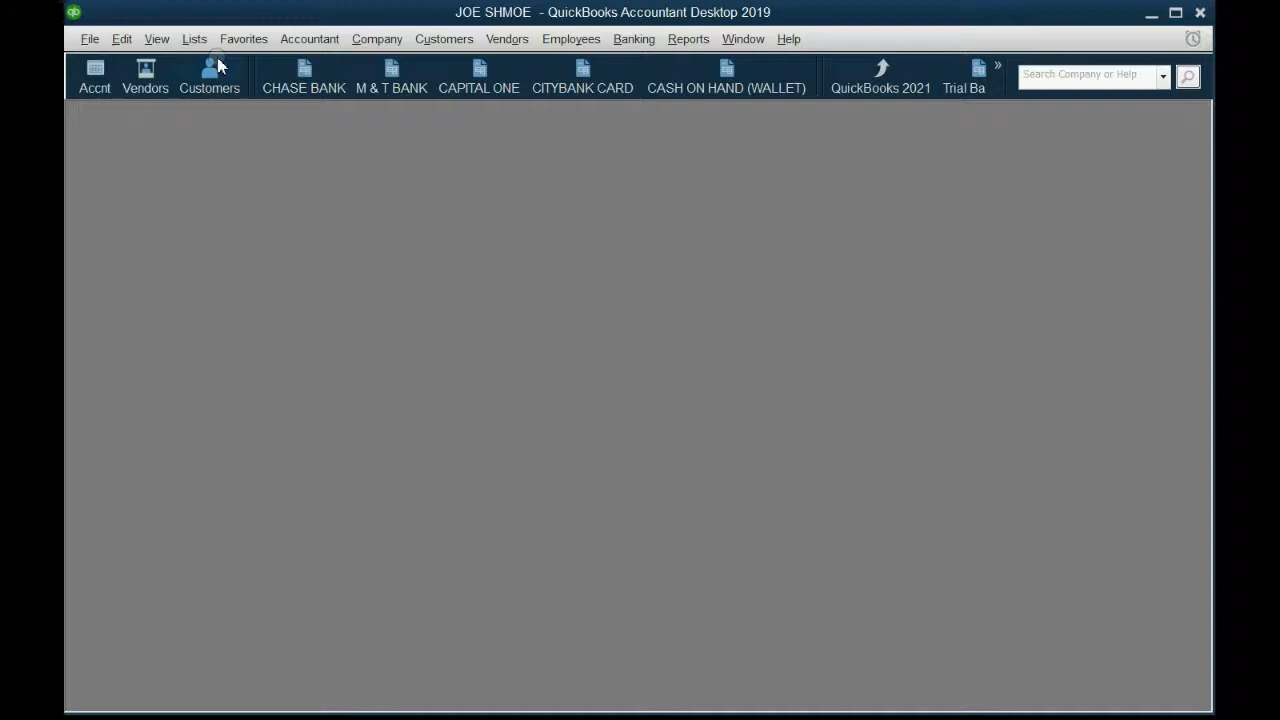 qb JOE SHMOE - QuickBooks Accountant Desktop 2019
File Edit View Lists Favorites Accountant Company Customers Vendors Employees Banking Reports Window Help
Accnt Vendors Customers CHASE BANK M & T BANK CAPITAL ONE CITYBANK CARD CASH ON HAND (WALLET) QuickBooks 2021 Trial Ba » Search Company or Help